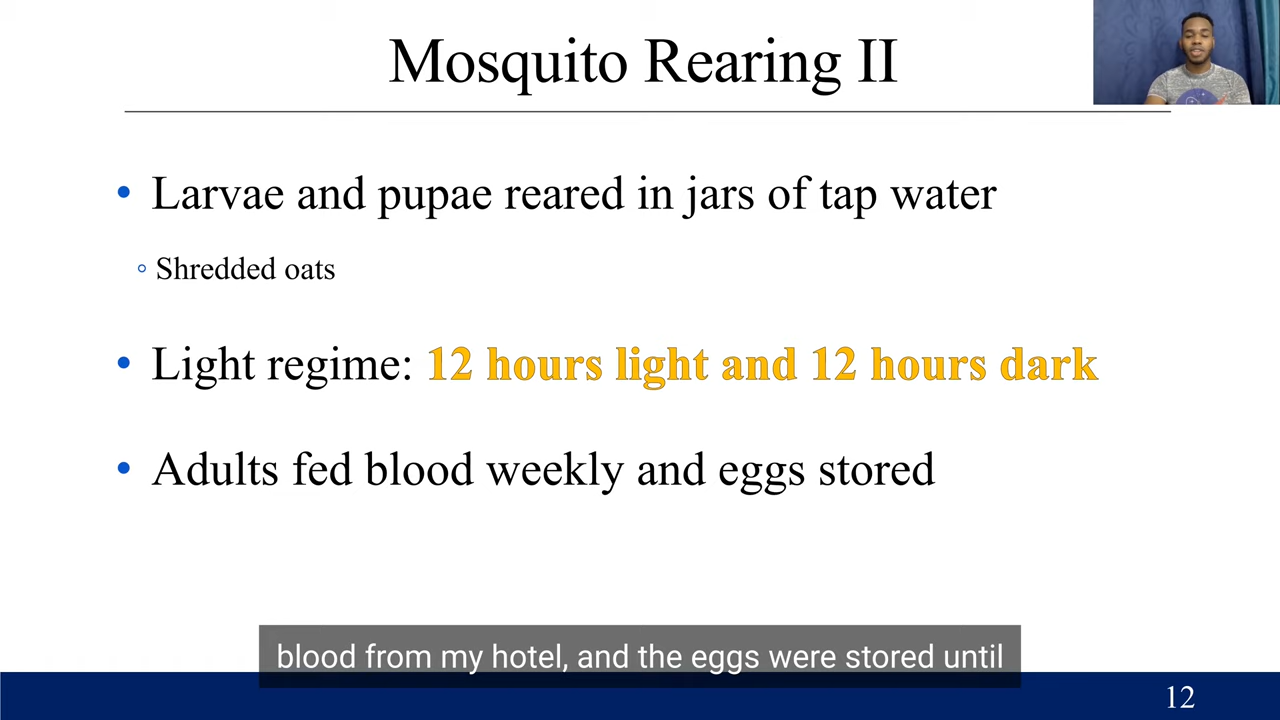 Mosquito Rearing II
• Larvae and pupae reared in jars of tap water
◦ Shredded oats
• Light regime: 12 hours light and 12 hours dark
• Adults fed blood weekly and eggs stored
blood from my hotel, and the eggs were stored until
12